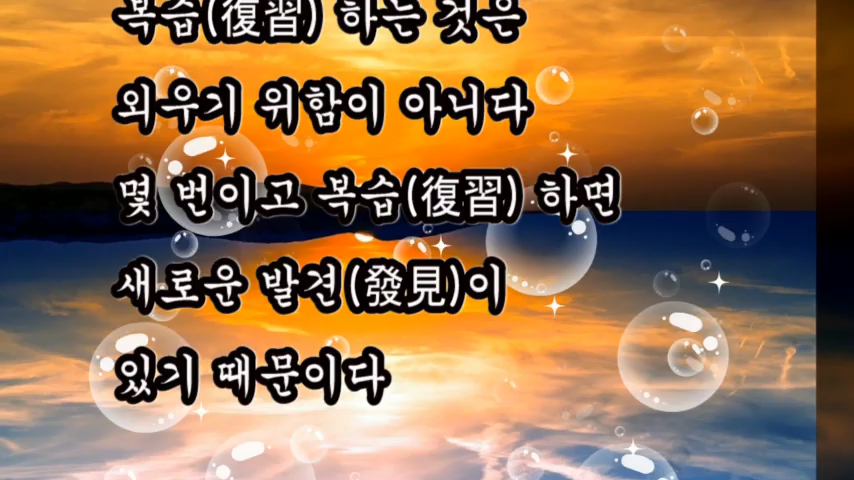 복습(復習) 하는 것은
외우기 위함이 아니다
몇 번이고 복습(復習) 하면
새로운 발견(發見)이
있기 때문이다